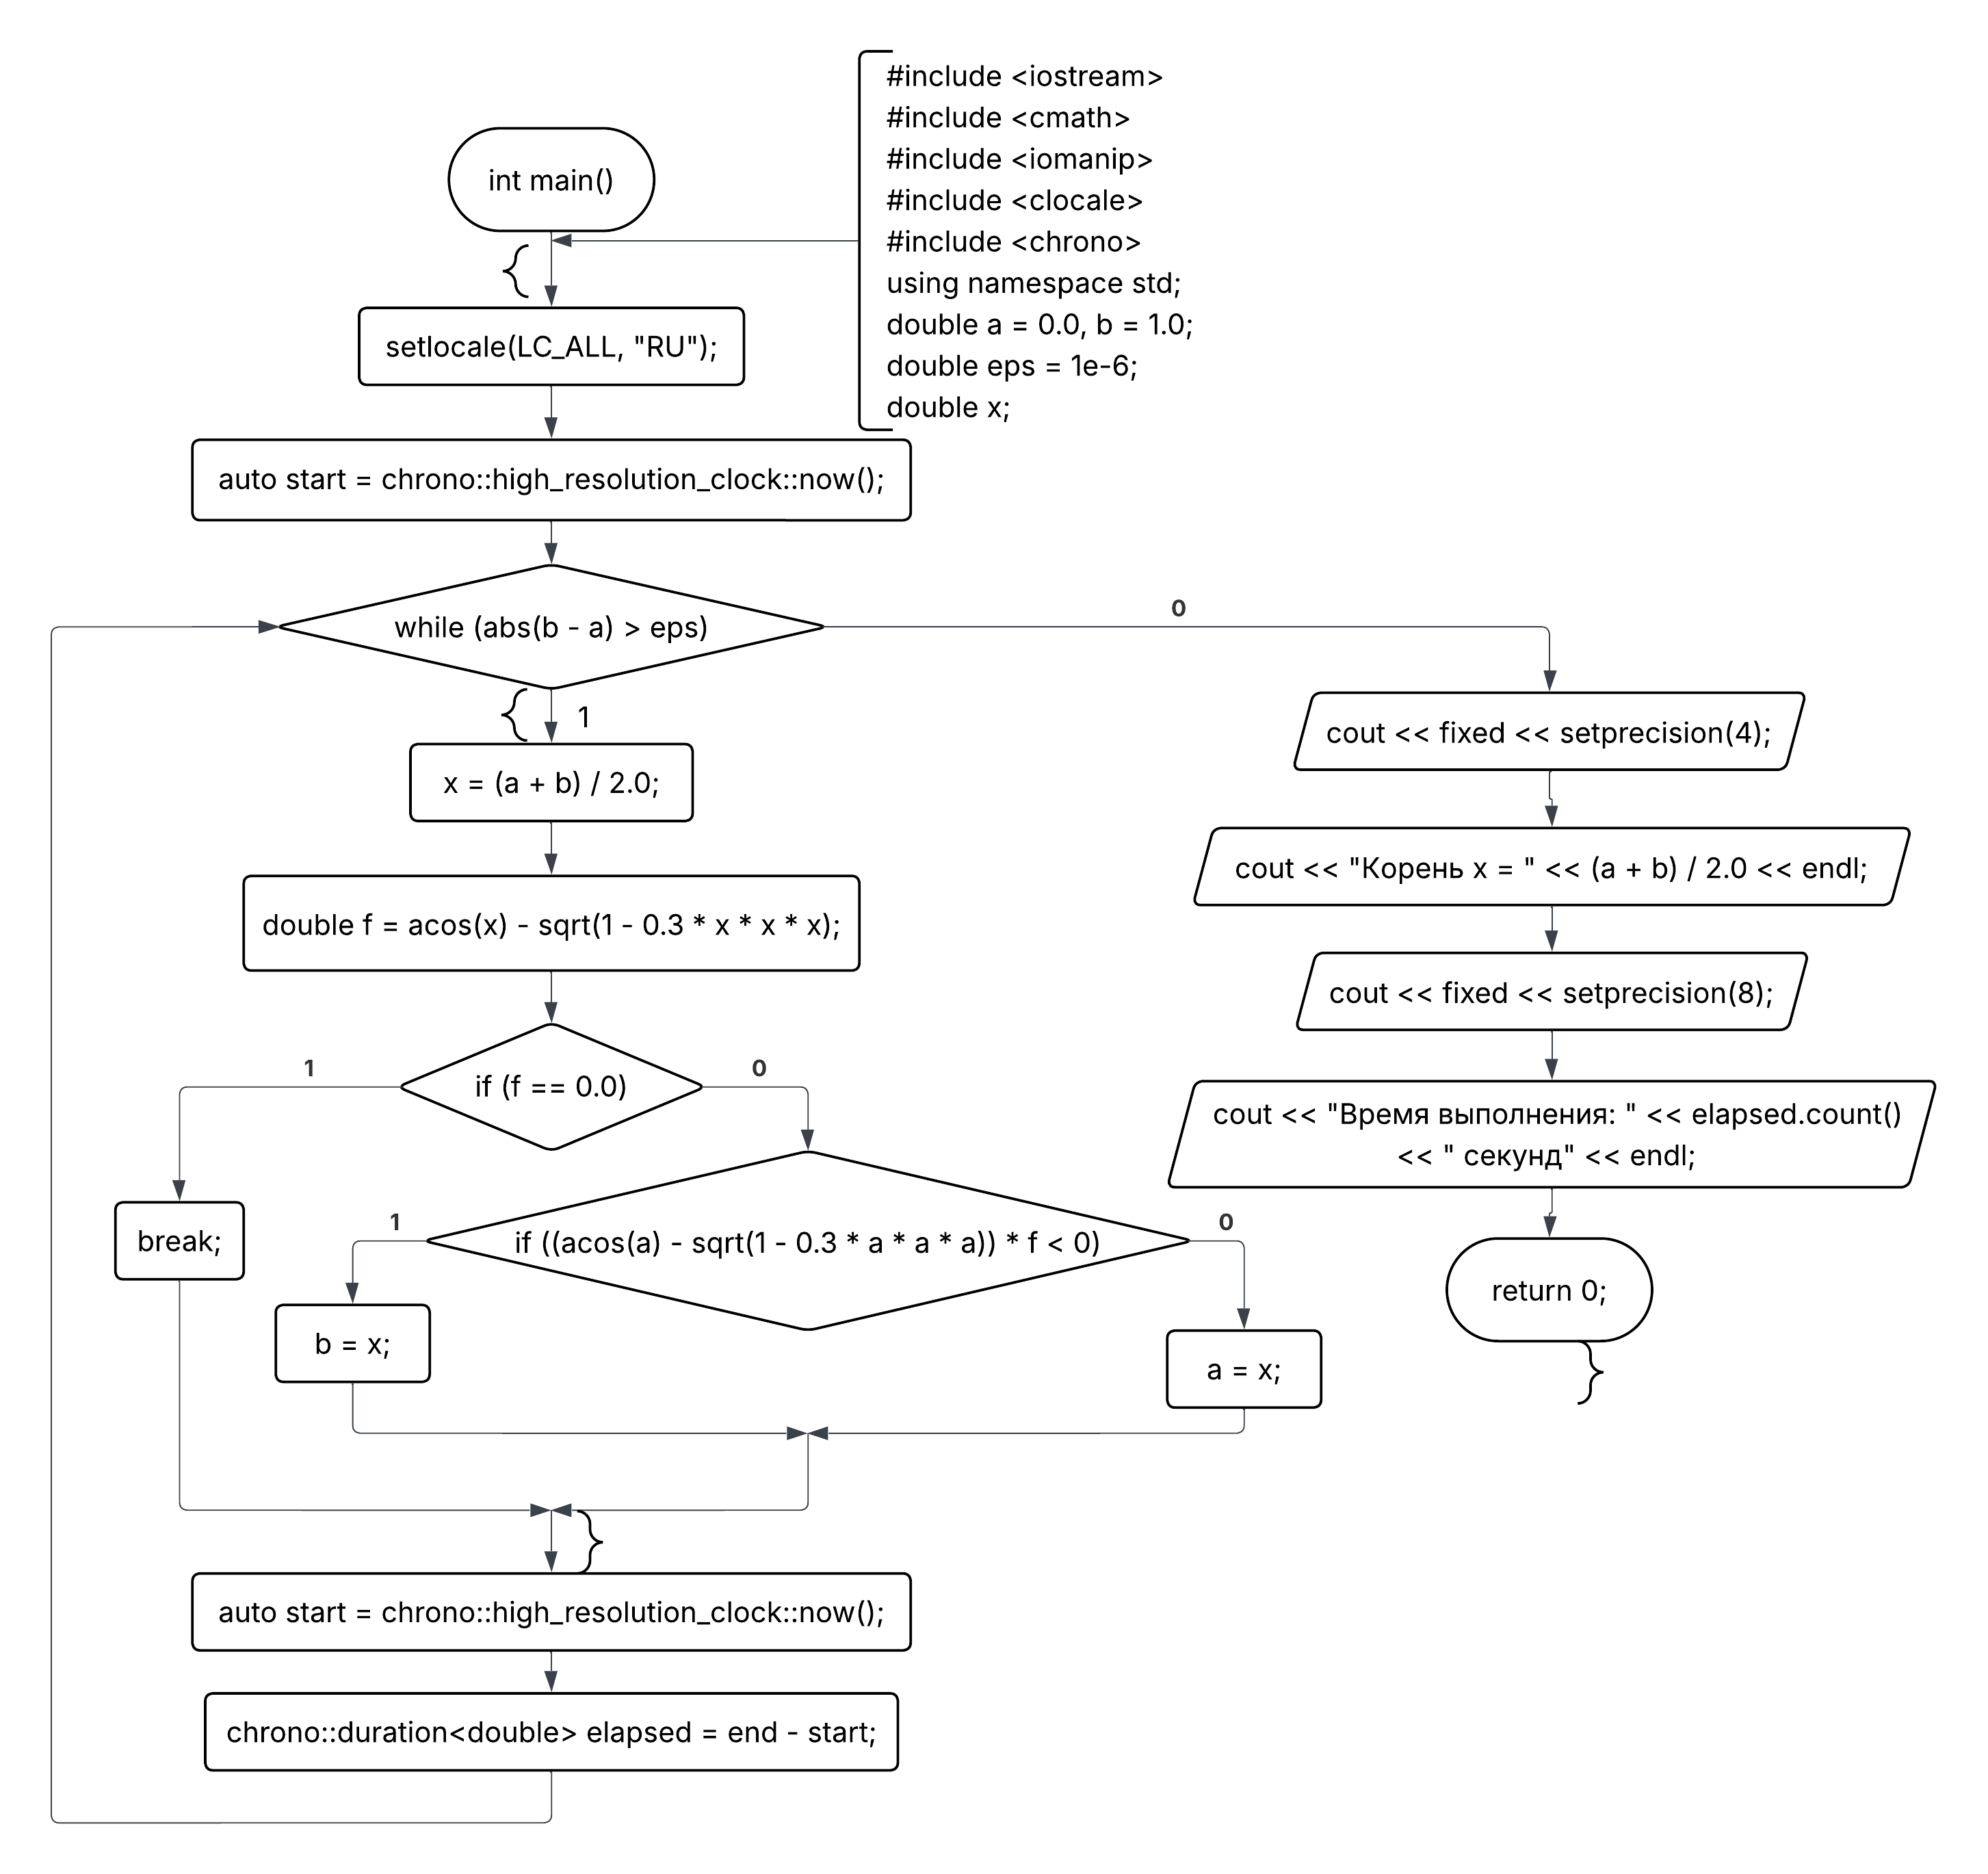 #include <iostream>
#include <cmath>
#include <iomanip>
#include <clocale>
#include <chrono>
using namespace std;
double a = 0.0, b = 1.0;
double eps = 1e-6;
double x;
int main()
{
setlocale(LC_ALL, "RU");
auto start = chrono::high_resolution_clock::now();
while (abs(b - a) > eps)
0
{
1
x = (a + b) / 2.0;
double f = acos(x) - sqrt(1 - 0.3 * x * x * x);
if (f == 0.0)
1
0
break;
if ((acos(a) - sqrt(1 - 0.3 * a * a * a)) * f < 0)
1
0
b = x;
a = x;
}
auto start = chrono::high_resolution_clock::now();
chrono::duration<double> elapsed = end - start;
cout << fixed << setprecision(4);
cout << "Корень x = " << (a + b) / 2.0 << endl;
cout << fixed << setprecision(8);
cout << "Время выполнения: " << elapsed.count()
<< " секунд" << endl;
return 0;
}